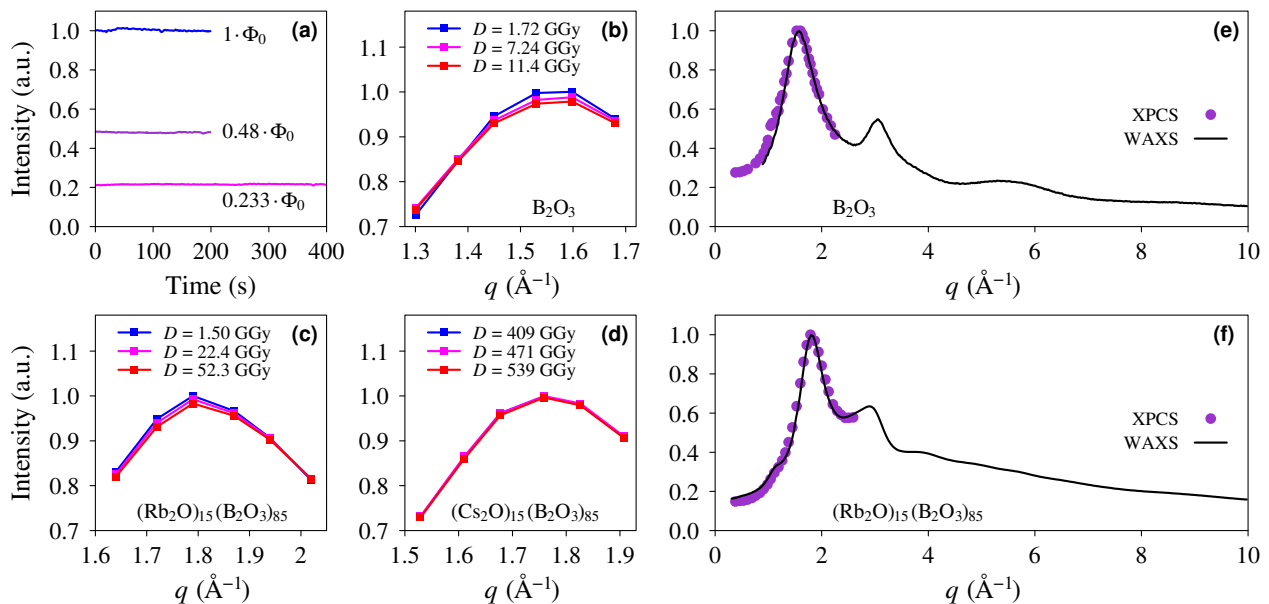 (a)
Intensity (a.u.)
1.0
0.8
0.6
0.4
0.2
0.0
1·Φ₀
0.48·Φ₀
0.233·Φ₀
0 100 200 300 400
Time (s)
(b)
D = 1.72 GGy
D = 7.24 GGy
D = 11.4 GGy
1.1
1.0
0.9
0.8
0.7
B₂O₃
1.3 1.4 1.5 1.6 1.7
q (Å⁻¹)
(e)
1.0
0.8
0.6
0.4
0.2
0.0
XPCS
WAXS
B₂O₃
0 2 4 6 8 10
q (Å⁻¹)
(c)
D = 1.50 GGy
D = 22.4 GGy
D = 52.3 GGy
Intensity (a.u.)
1.1
1.0
0.9
0.8
0.7
(Rb₂O)₁₅(B₂O₃)₈₅
1.6 1.7 1.8 1.9 2
q (Å⁻¹)
(d)
D = 409 GGy
D = 471 GGy
D = 539 GGy
1.1
1.0
0.9
0.8
0.7
(Cs₂O)₁₅(B₂O₃)₈₅
1.5 1.6 1.7 1.8 1.9
q (Å⁻¹)
(f)
1.0
0.8
0.6
0.4
0.2
0.0
XPCS
WAXS
(Rb₂O)₁₅(B₂O₃)₈₅
0 2 4 6 8 10
q (Å⁻¹)